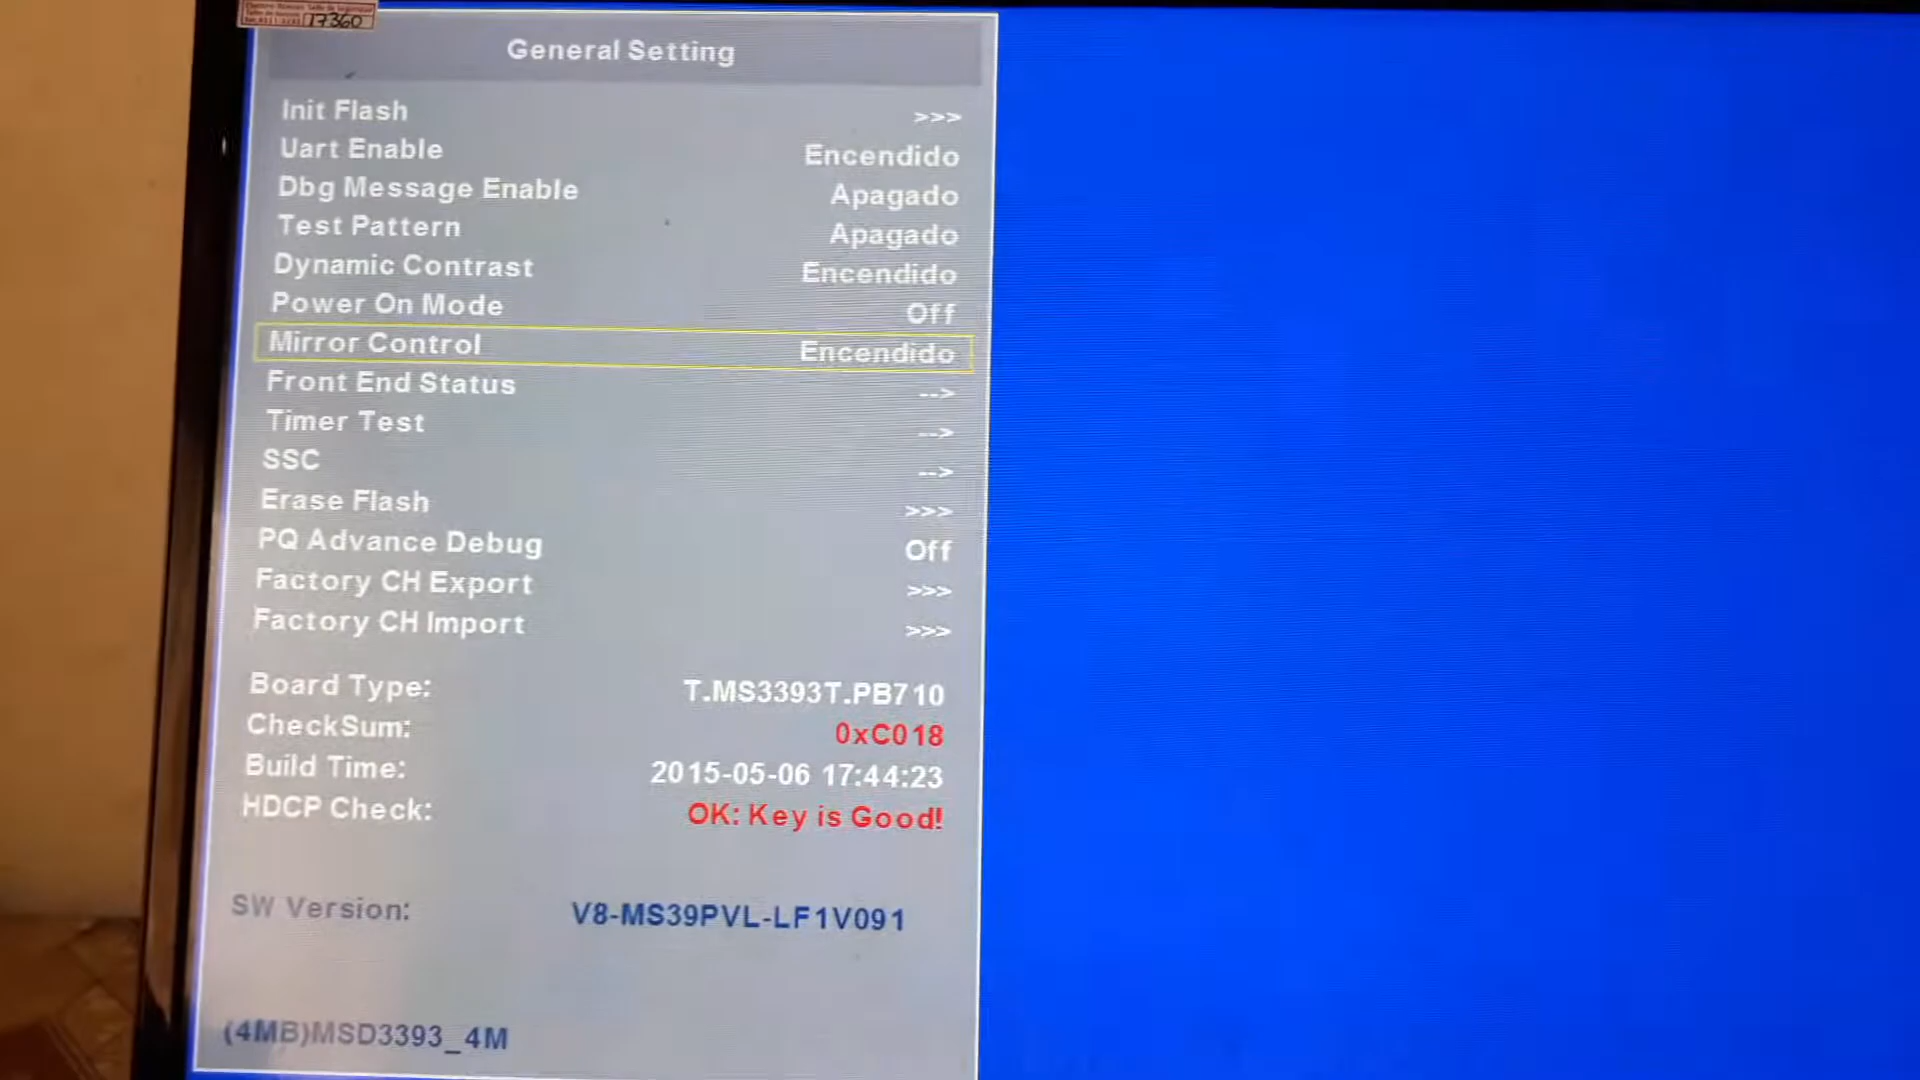 17360
General Setting
Init Flash >>>
Uart Enable Encendido
Dbg Message Enable Apagado
Test Pattern Apagado
Dynamic Contrast Encendido
Power On Mode Off
Mirror Control Encendido
Front End Status -->
Timer Test -->
SSC -->
Erase Flash >>>
PQ Advance Debug Off
Factory CH Export >>>
Factory CH Import >>>
Board Type: T.MS3393T.PB710
CheckSum: 0xC018
Build Time: 2015-05-06 17:44:23
HDCP Check: OK: Key is Good!
SW Version: V8-MS39PVL-LF1V091
(4MB)MSD3393_4M